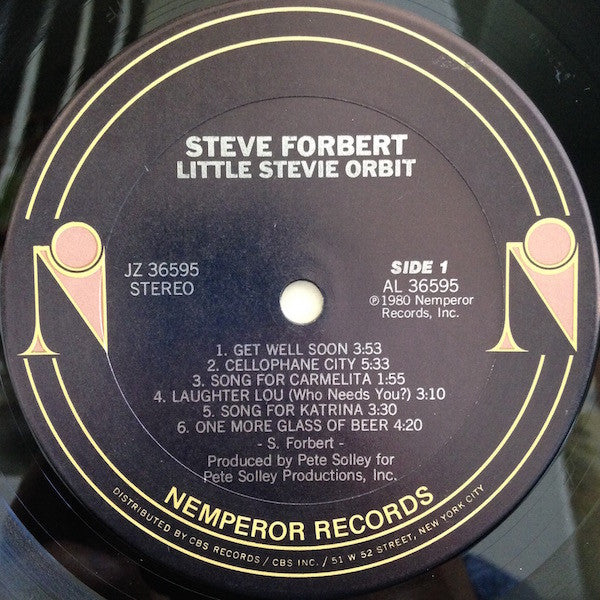 STEVE FORBERT
LITTLE STEVIE ORBIT
JZ 36595
STEREO
SIDE 1
AL 36595
℗1980 Nemperor
Records, Inc.
1. GET WELL SOON 3:53
2. CELLOPHANE CITY 5:33
3. SONG FOR CARMELITA 1:55
4. LAUGHTER LOU (Who Needs You?) 3:10
5. SONG FOR KATRINA 3:30
6. ONE MORE GLASS OF BEER 4:20
- S. Forbert -
Produced by Pete Solley for
Pete Solley Productions, Inc.
NEMPEROR RECORDS
DISTRIBUTED BY CBS RECORDS / CBS INC. / 51 W 52 STREET, NEW YORK CITY